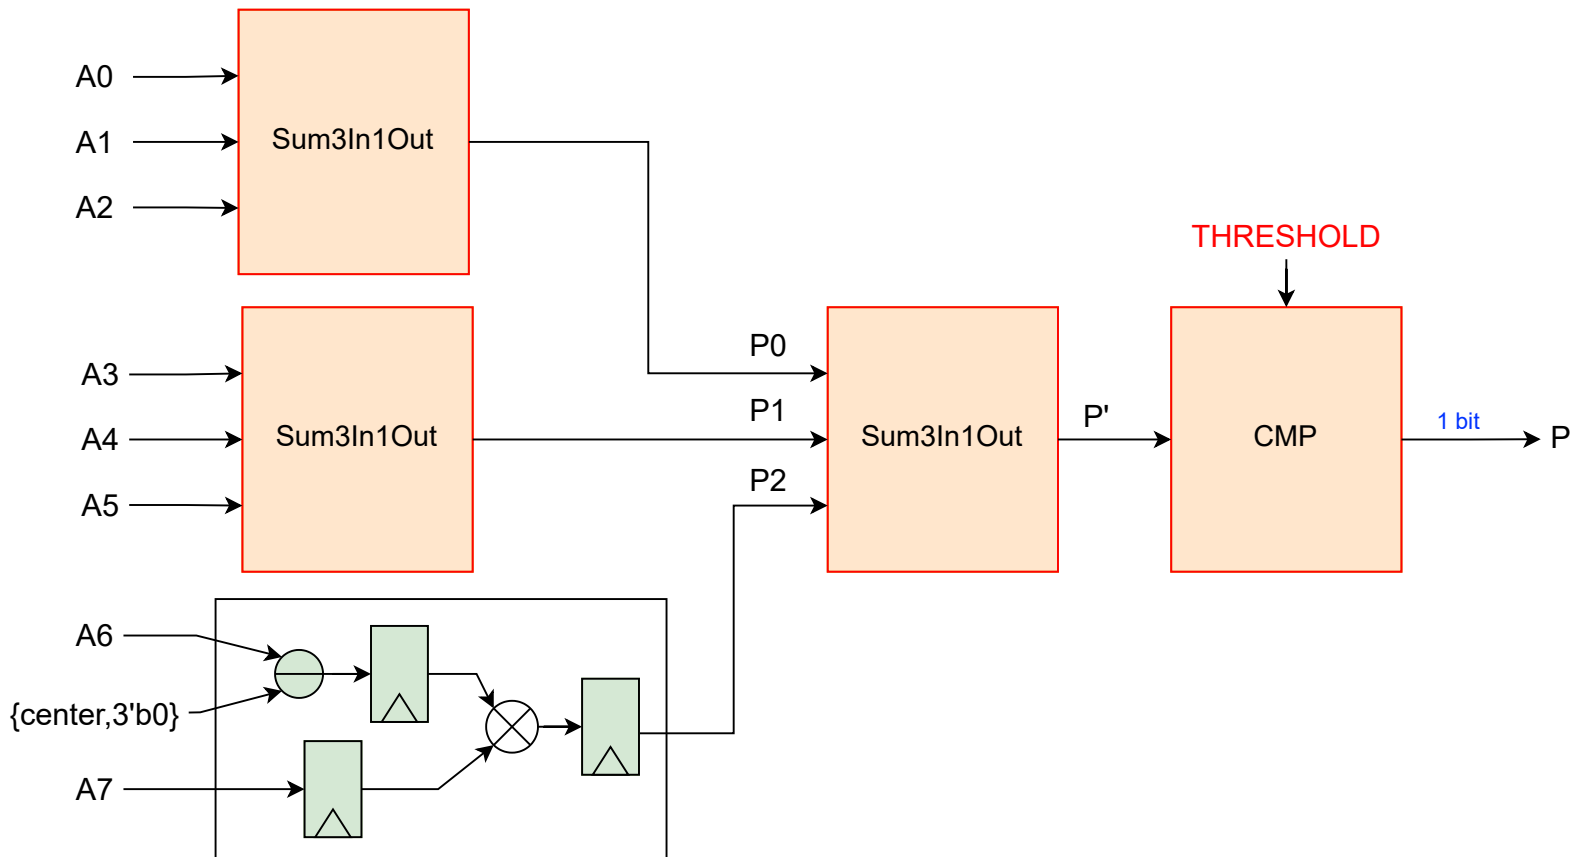 A0
A1
A2
Sum3In1Out
A3
A4
A5
Sum3In1Out
P0
P1
P2
Sum3In1Out
P'
THRESHOLD
CMP
1 bit
P
A6
{center,3'b0}
A7